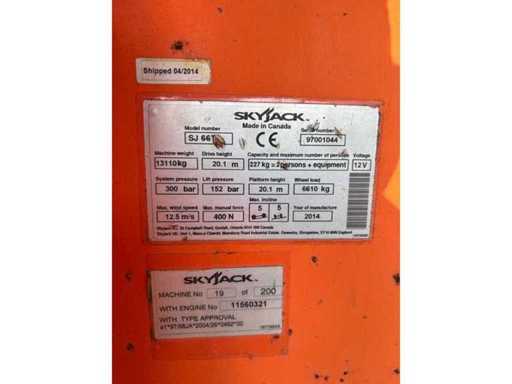 Shipped 04/2014
SKYJACK
Made in Canada
Model number
Serial number
SJ 66T
CE
97001044
Machine weight Drive height Capacity and maximum number of persons Voltage
13110kg 20.1 m 227 kg = 2persons + equipment 12V
System pressure Lift pressure Platform height Wheel load
300 bar 152 bar 20.1 m 6610 kg
Max. wind speed Max. manual force Max. incline Year of manufacture
12.5 m/s 400 N 5 5 2014
SKYJACK
MACHINE No 19 of 200
WITH ENGINE No 11560321
WITH TYPE APPROVAL